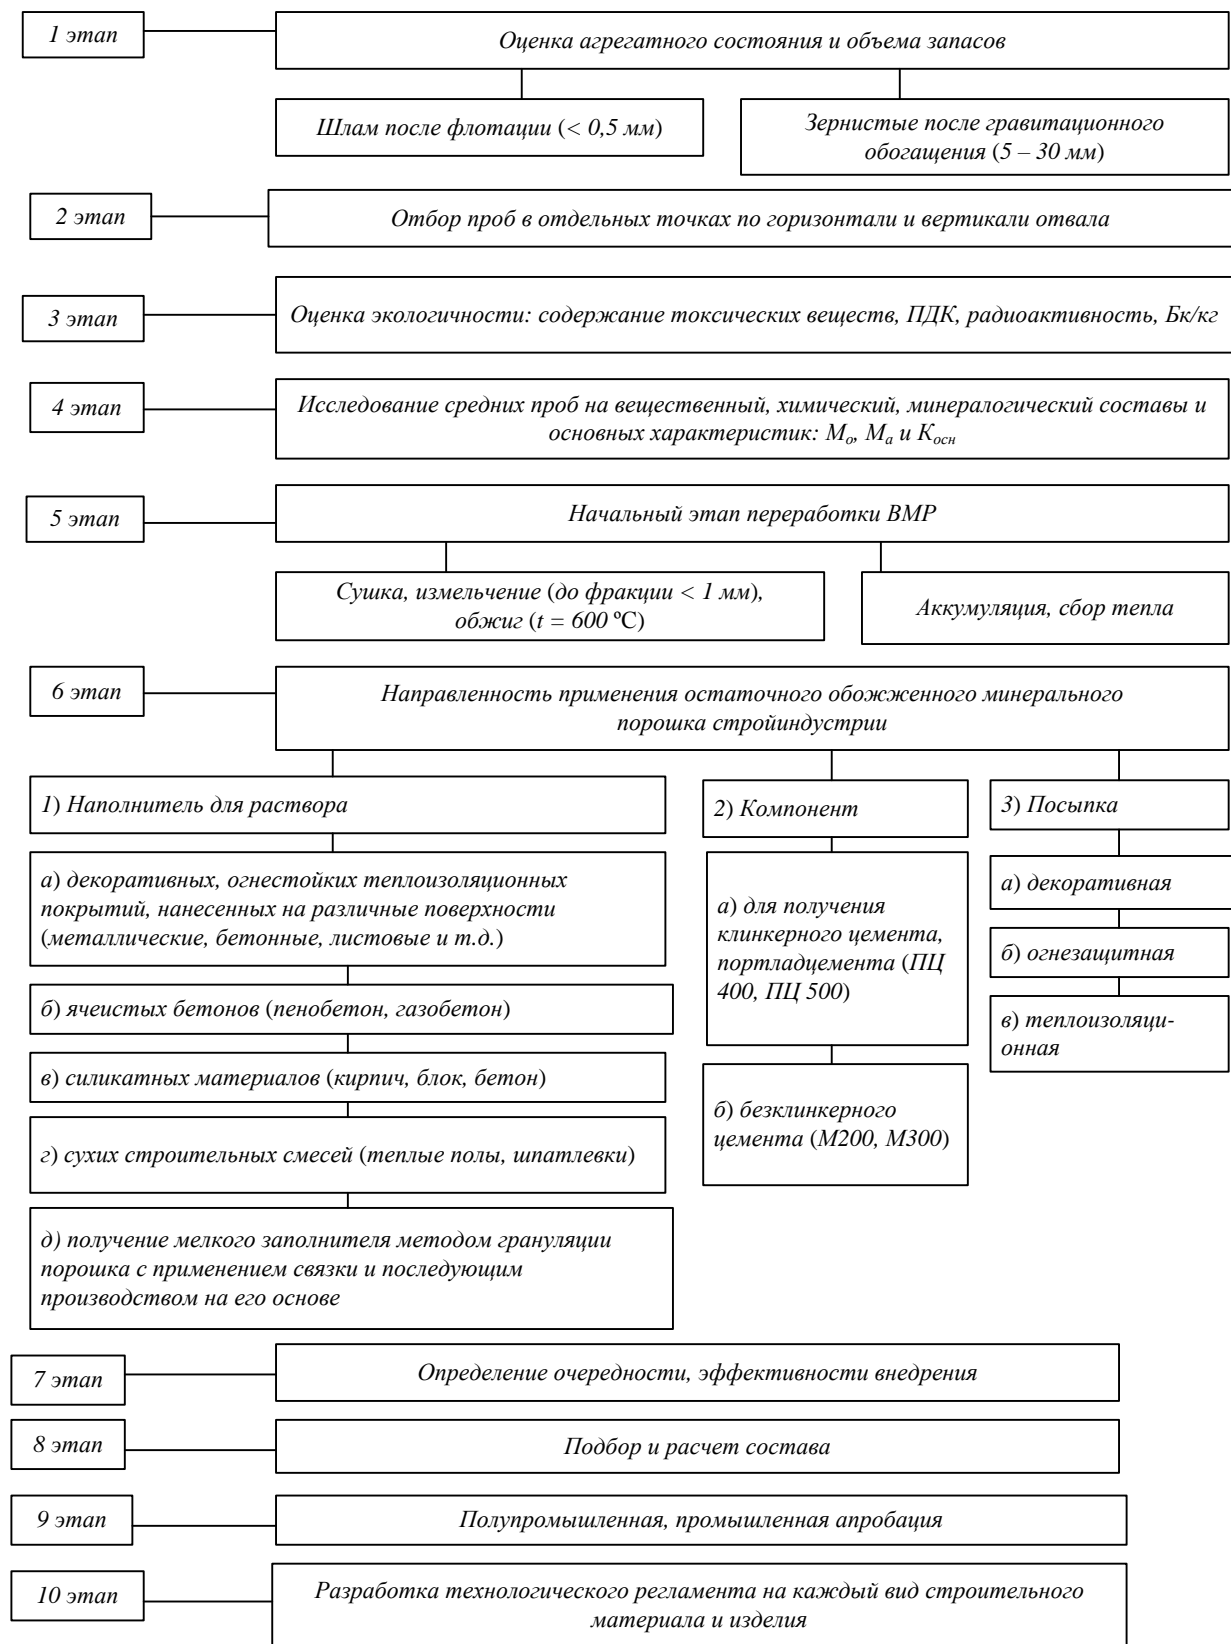 1 этап
Оценка агрегатного состояния и объема запасов
Шлам после флотации (< 0,5 мм)
Зернистые после гравитационного
обогащения (5 – 30 мм)
2 этап
Отбор проб в отдельных точках по горизонтали и вертикали отвала
3 этап
Оценка экологичности: содержание токсических веществ, ПДК, радиоактивность, Бк/кг
4 этап
Исследование средних проб на вещественный, химический, минералогический составы и
основных характеристик: Мо, Ма и Косн
5 этап
Начальный этап переработки ВМР
Сушка, измельчение (до фракции < 1 мм),
обжиг (t = 600 ºС)
Аккумуляция, сбор тепла
6 этап
Направленность применения остаточного обожженного минерального
порошка стройиндустрии
1) Наполнитель для раствора
а) декоративных, огнестойких теплоизоляционных
покрытий, нанесенных на различные поверхности
(металлические, бетонные, листовые и т.д.)
б) ячеистых бетонов (пенобетон, газобетон)
в) силикатных материалов (кирпич, блок, бетон)
г) сухих строительных смесей (теплые полы, шпатлевки)
д) получение мелкого заполнителя методом грануляции
порошка с применением связки и последующим
производством на его основе
2) Компонент
а) для получения
клинкерного цемента,
портладцемента (ПЦ
400, ПЦ 500)
б) безклинкерного
цемента (М200, М300)
3) Посыпка
а) декоративная
б) огнезащитная
в) теплоизоляци-
онная
7 этап
Определение очередности, эффективности внедрения
8 этап
Подбор и расчет состава
9 этап
Полупромышленная, промышленная апробация
10 этап
Разработка технологического регламента на каждый вид строительного
материала и изделия